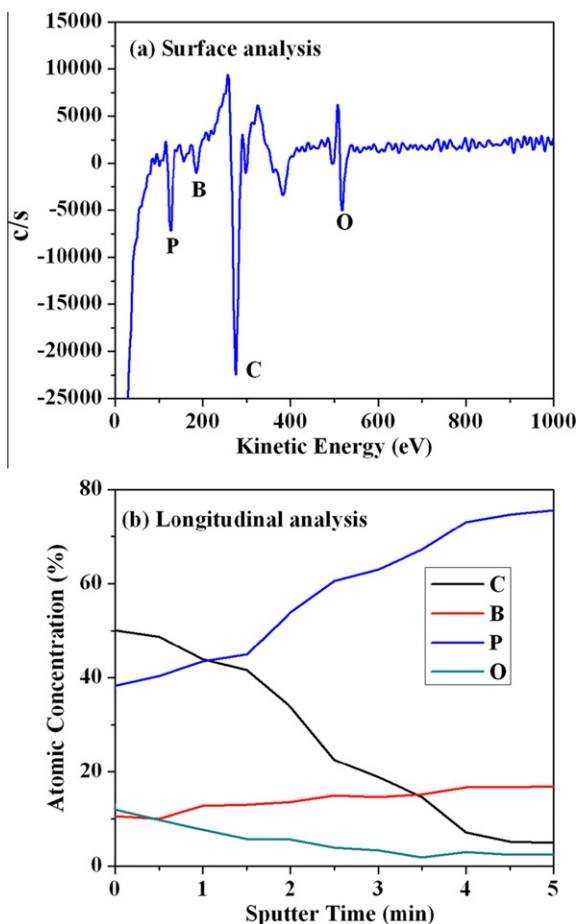 (a) Surface analysis
15000
10000
5000
0
-5000
-10000
-15000
-20000
-25000
c/s
P
B
C
O
0 200 400 600 800 1000
Kinetic Energy (eV)
(b) Longitudinal analysis
80
60
40
20
0
Atomic Concentration (%)
C
B
P
O
0 1 2 3 4 5
Sputter Time (min)